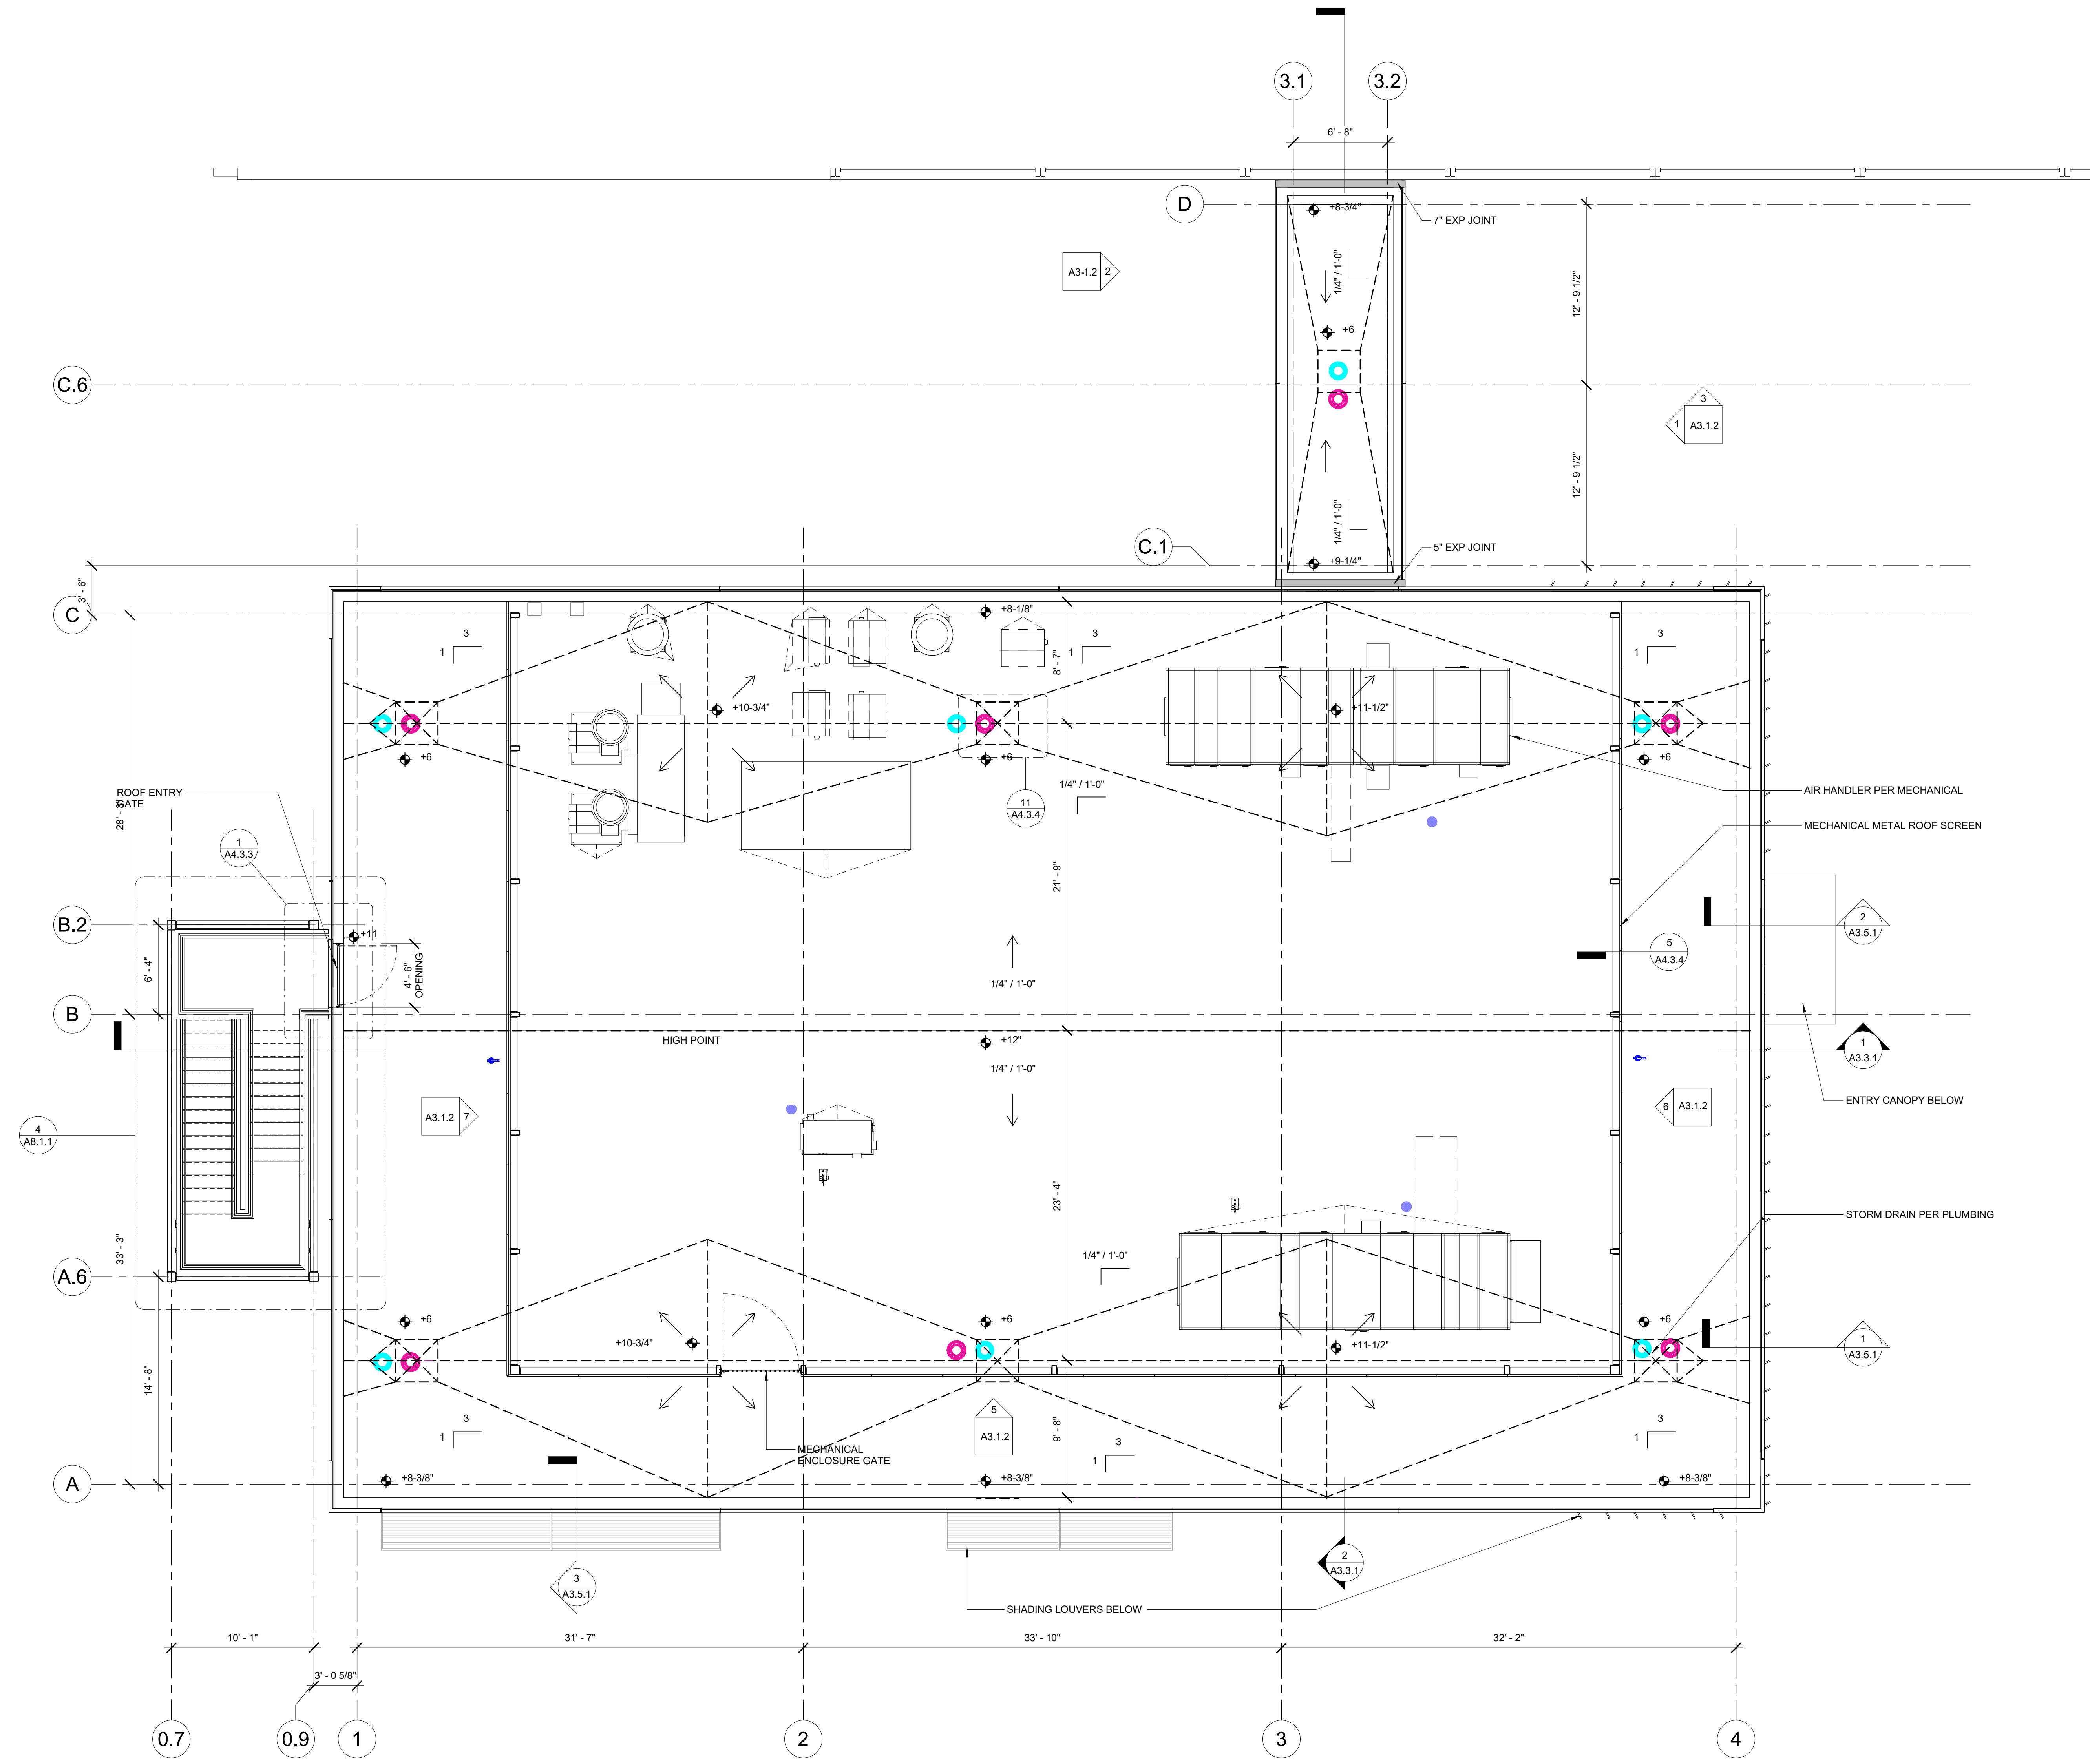 3.1
3.2
6' - 8"
D
+8-3/4"
7" EXP JOINT
A3-1.2
2
1/4" / 1'-0"
12' - 9 1/2"
+6
C.6
3
1
A3.1.2
12' - 9 1/2"
1/4" / 1'-0"
C.1
5" EXP JOINT
+9-1/4"
3' - 6"
C
+8-1/8"
3
1
3
1
3
1
8' - 7"
+10-3/4"
+11-1/2"
+6
+6
+6
1/4" / 1'-0"
AIR HANDLER PER MECHANICAL
ROOF ENTRY
GATE
11
A4.3.4
MECHANICAL METAL ROOF SCREEN
1
A4.3.3
21' - 9"
2
A3.5.1
B.2
+11
5
A4.3.4
6' - 4"
4' - 6"
OPENING
1/4" / 1'-0"
B
HIGH POINT
+12"
1
A3.3.1
1/4" / 1'-0"
ENTRY CANOPY BELOW
A3.1.2
7
6
A3.1.2
4
A8.1.1
23' - 4"
STORM DRAIN PER PLUMBING
33' - 3"
1/4" / 1'-0"
A.6
+6
+6
+6
+10-3/4"
+11-1/2"
1
A3.5.1
14' - 8"
5
A3.1.2
9' - 8"
3
1
3
1
3
1
MECHANICAL
ENCLOSURE GATE
A
+8-3/8"
+8-3/8"
+8-3/8"
2
A3.3.1
3
A3.5.1
SHADING LOUVERS BELOW
10' - 1"
31' - 7"
33' - 10"
32' - 2"
3' - 0 5/8"
0.7
0.9
1
2
3
4